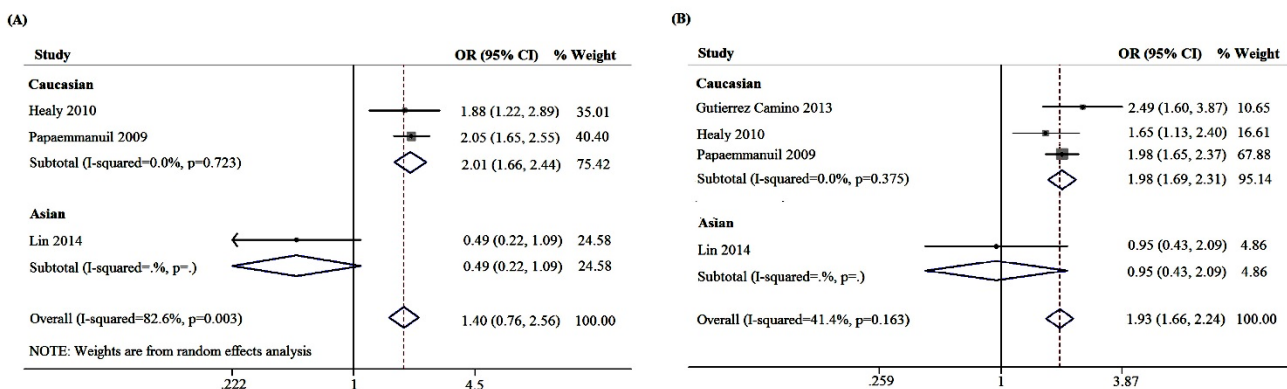 (A)
Study OR (95% CI) % Weight
Caucasian
Healy 2010 1.88 (1.22, 2.89) 35.01
Papaemmanuil 2009 2.05 (1.65, 2.55) 40.40
Subtotal (I-squared=0.0%, p=0.723) 2.01 (1.66, 2.44) 75.42
Asian
Lin 2014 0.49 (0.22, 1.09) 24.58
Subtotal (I-squared=.%, p=.) 0.49 (0.22, 1.09) 24.58
Overall (I-squared=82.6%, p=0.003) 1.40 (0.76, 2.56) 100.00
NOTE: Weights are from random effects analysis
.222 1 4.5
(B)
Study OR (95% CI) % Weight
Caucasian
Gutierrez Camino 2013 2.49 (1.60, 3.87) 10.65
Healy 2010 1.65 (1.13, 2.40) 16.61
Papaemmanuil 2009 1.98 (1.65, 2.37) 67.88
Subtotal (I-squared=0.0%, p=0.375) 1.98 (1.69, 2.31) 95.14
Asian
Lin 2014 0.95 (0.43, 2.09) 4.86
Subtotal (I-squared=.%, p=.) 0.95 (0.43, 2.09) 4.86
Overall (I-squared=41.4%, p=0.163) 1.93 (1.66, 2.24) 100.00
.259 1 3.87